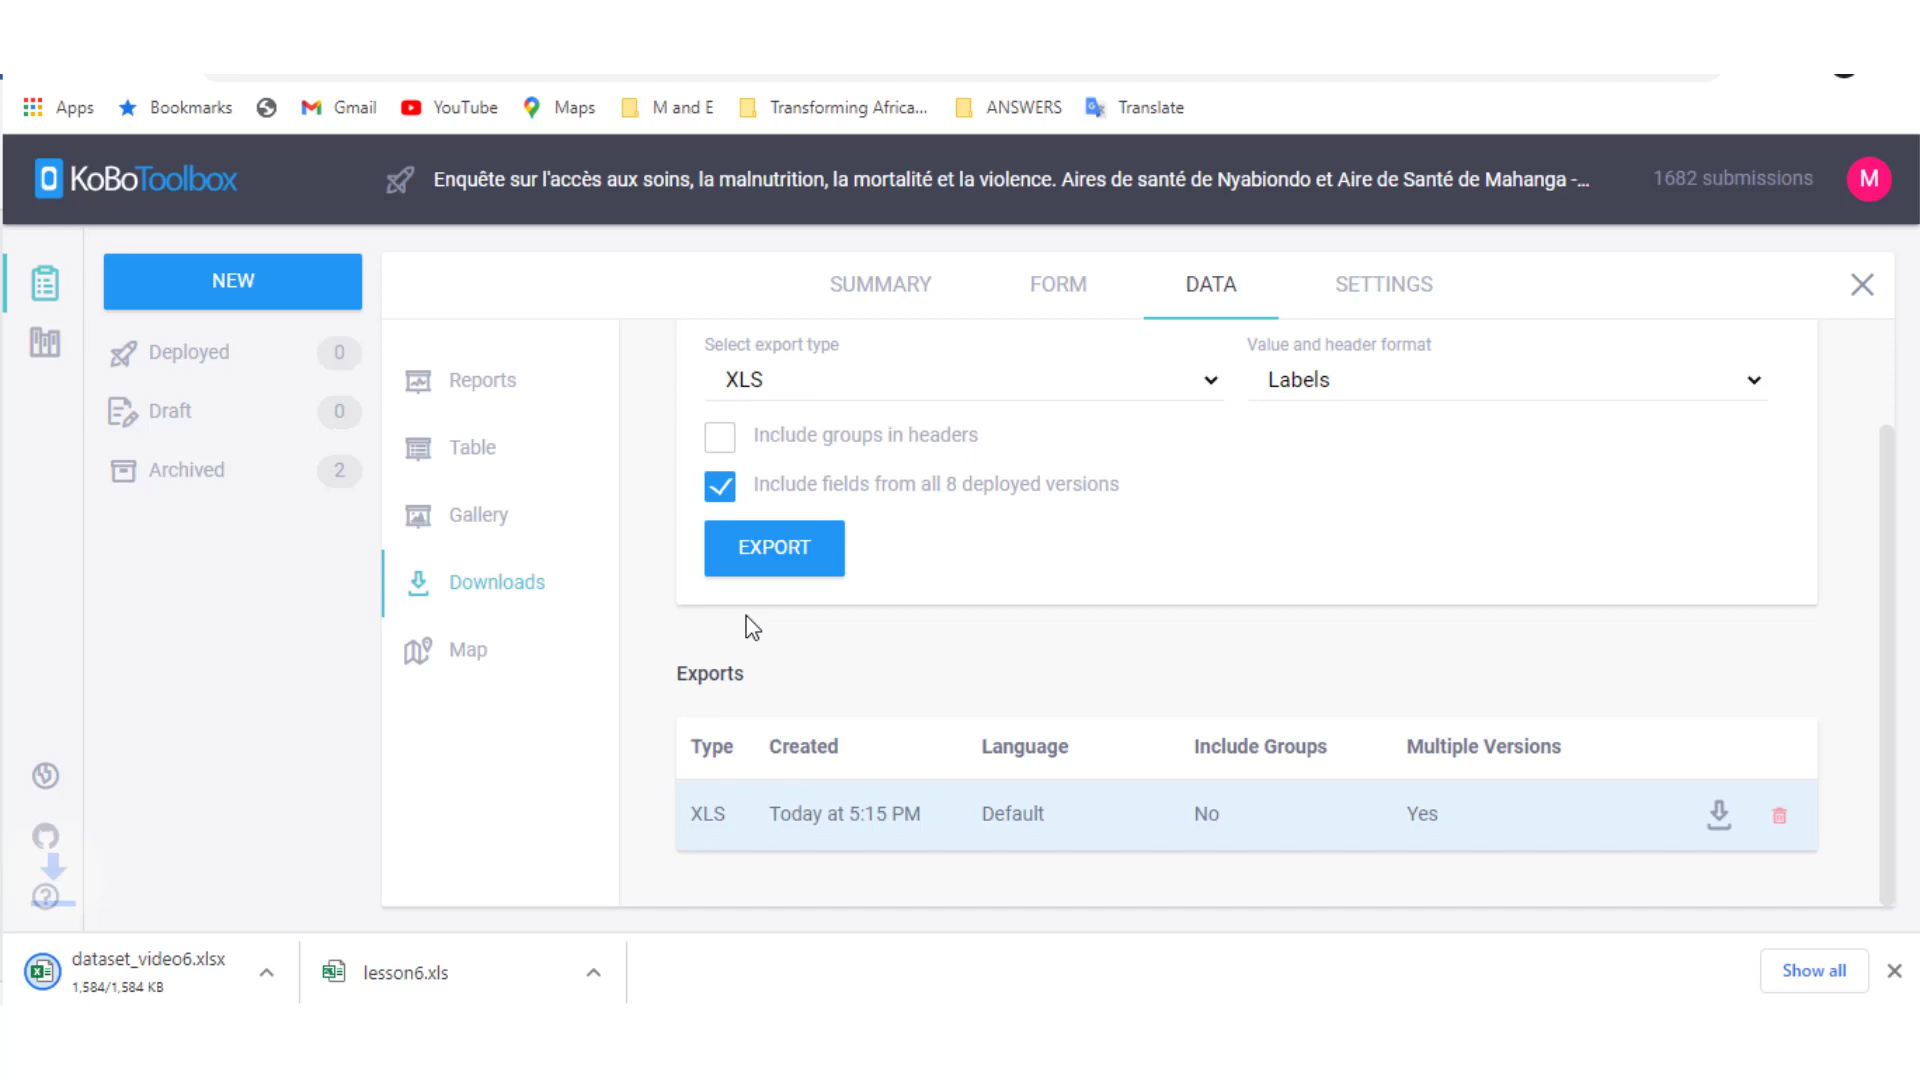 Apps Bookmarks Gmail YouTube Maps M and E Transforming Africa... ANSWERS Translate
KoBoToolbox Enquête sur l'accès aux soins, la malnutrition, la mortalité et la violence. Aires de santé de Nyabiondo et Aire de Santé de Mahanga -... 1682 submissions M
NEW
SUMMARY FORM DATA SETTINGS
Deployed 0
Draft 0
Archived 2
Reports
Table
Gallery
Downloads
Map
Select export type Value and header format
XLS Labels
Include groups in headers
Include fields from all 8 deployed versions
EXPORT
Exports
Type Created Language Include Groups Multiple Versions
XLS Today at 5:15 PM Default No Yes
dataset_video6.xlsx
1,584/1,584 KB
lesson6.xls
Show all